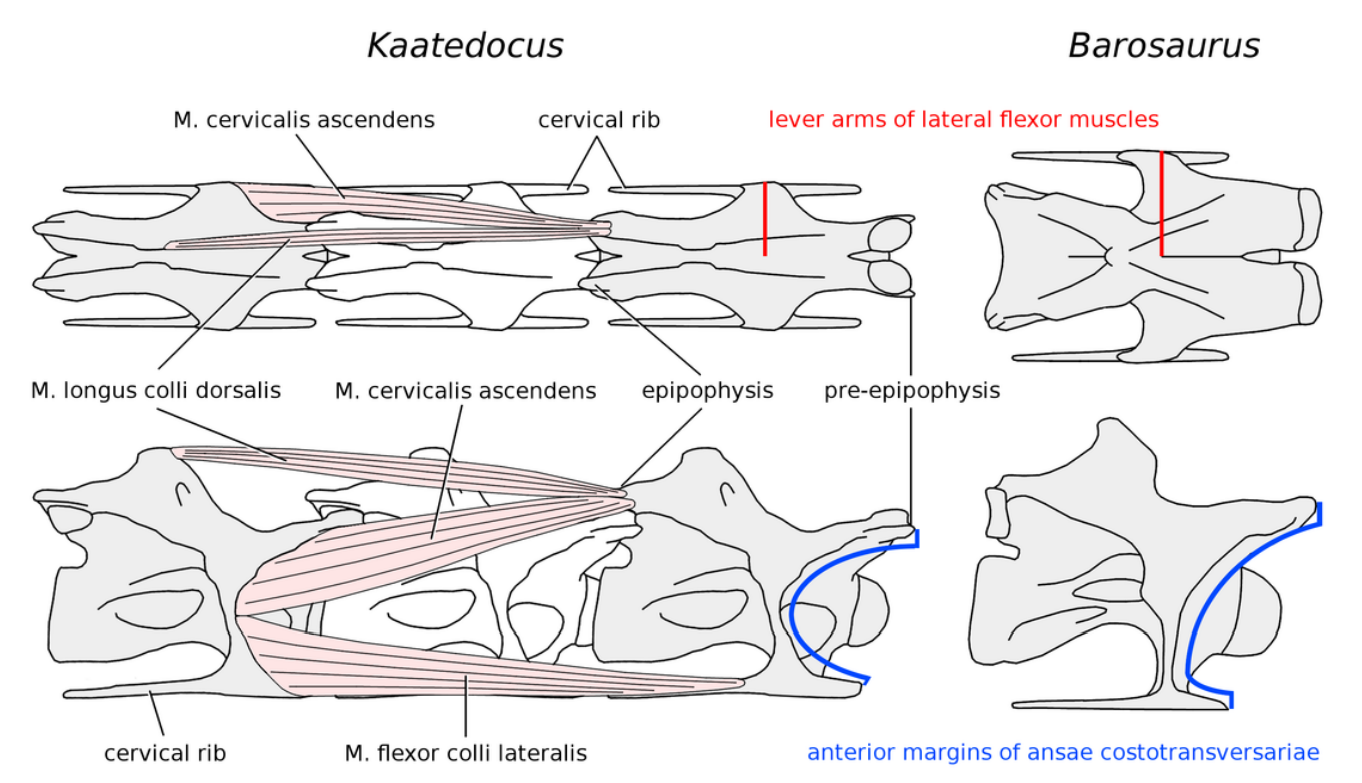 Kaatedocus
Barosaurus
M. cervicalis ascendens
cervical rib
lever arms of lateral flexor muscles
M. longus colli dorsalis
M. cervicalis ascendens
epipophysis
pre-epipophysis
cervical rib
M. flexor colli lateralis
anterior margins of ansae costotransversariae